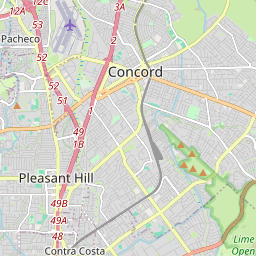 12A
53
3A
Pacheco
52
2
52
Concord
51
1
49
1B
Pleasant Hill
49B
49A
48
Contra Costa
Lime
Open